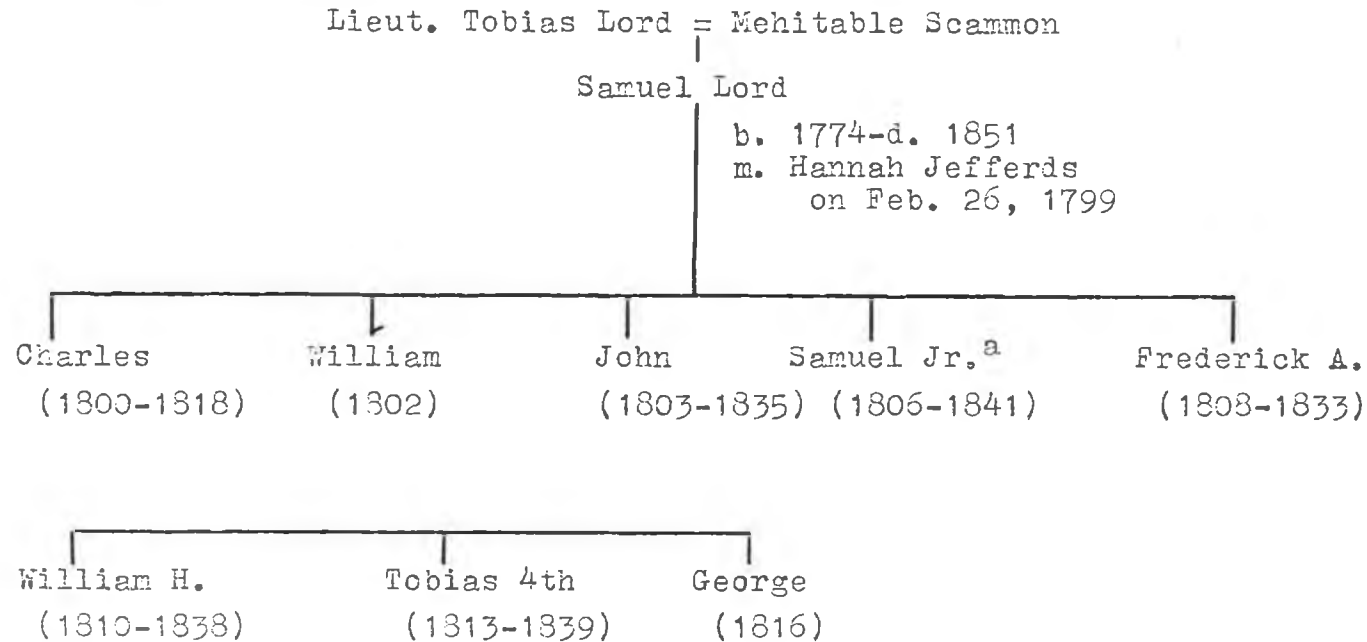 Lieut. Tobias Lord = Mehitable Scammon
Samuel Lord
b. 1774-d. 1851
m. Hannah Jefferds
on Feb. 26, 1799
Charles William John Samuel Jr.a Frederick A.
(1800-1818) (1802) (1803-1835) (1806-1841) (1808-1833)
William H. Tobias 4th George
(1810-1838) (1813-1839) (1816)